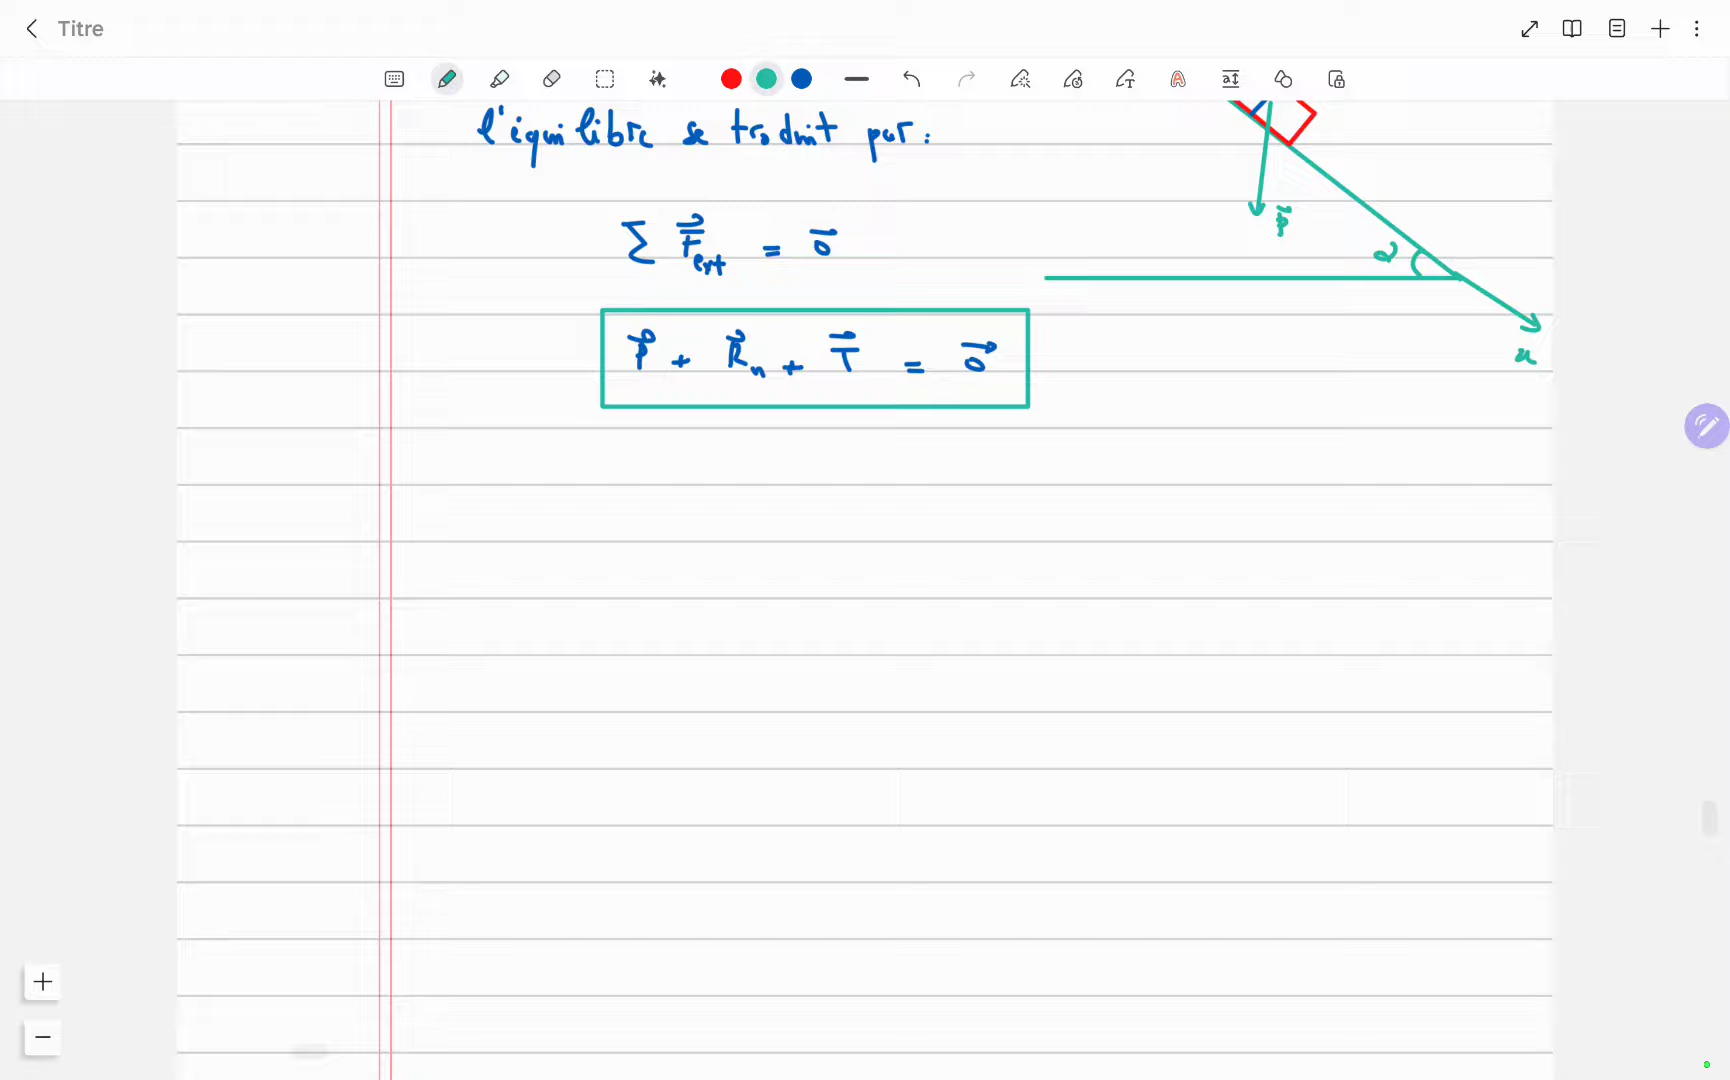 Titre
l'équilibre se traduit par :
∑ F⃗ext = 0⃗
P⃗ + R⃗n + T⃗ = 0⃗
P⃗
α
x